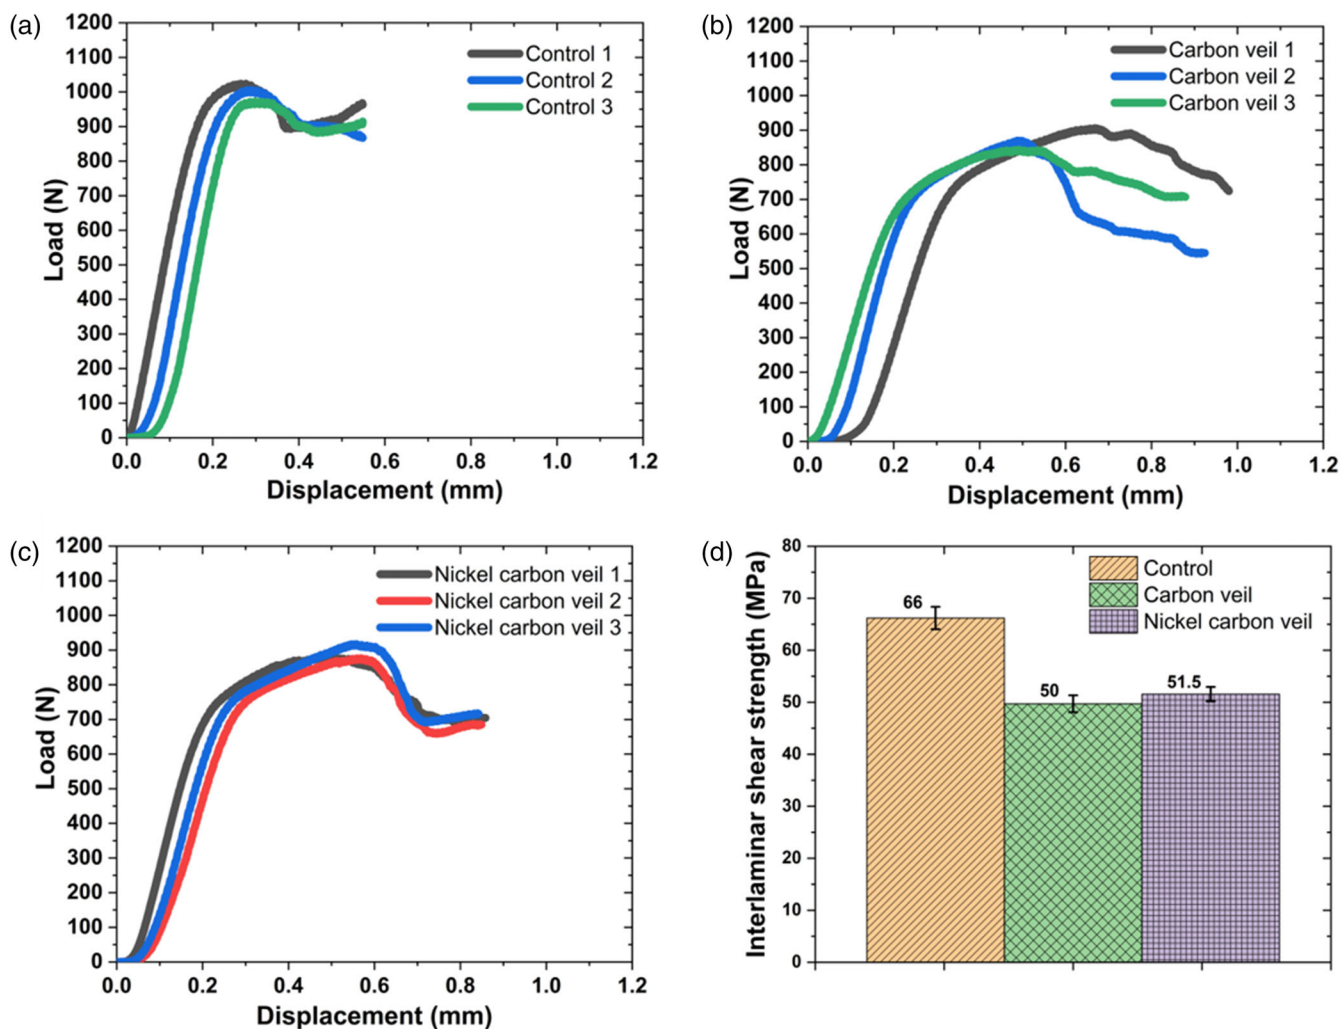 (a)
1200
1100
1000
900
800
700
600
500
400
300
200
100
0
Load (N)
Control 1
Control 2
Control 3
0.0 0.2 0.4 0.6 0.8 1.0 1.2
Displacement (mm)
(b)
1200
1100
1000
900
800
700
600
500
400
300
200
100
0
Load (N)
Carbon veil 1
Carbon veil 2
Carbon veil 3
0.0 0.2 0.4 0.6 0.8 1.0 1.2
Displacement (mm)
(c)
1200
1100
1000
900
800
700
600
500
400
300
200
100
0
Load (N)
Nickel carbon veil 1
Nickel carbon veil 2
Nickel carbon veil 3
0.0 0.2 0.4 0.6 0.8 1.0 1.2
Displacement (mm)
(d)
80
70
60
50
40
30
20
10
0
Interlaminar shear strength (MPa)
Control
Carbon veil
Nickel carbon veil
66
50
51.5